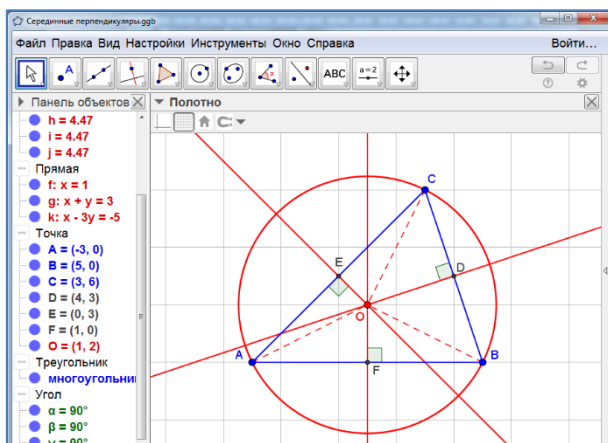 Серединные перпендикуляры.ggb
Файл Правка Вид Настройки Инструменты Окно Справка Войти...
A ABC a=2
Панель объектов
h = 4.47
i = 4.47
j = 4.47
Прямая
f: x = 1
g: x + y = 3
k: x - 3y = -5
Точка
A = (-3, 0)
B = (5, 0)
C = (3, 6)
D = (4, 3)
E = (0, 3)
F = (1, 0)
O = (1, 2)
Треугольник
многоугольни
Угол
α = 90°
β = 90°
γ = 90°
Полотно
C
E
D
O
A
B
F